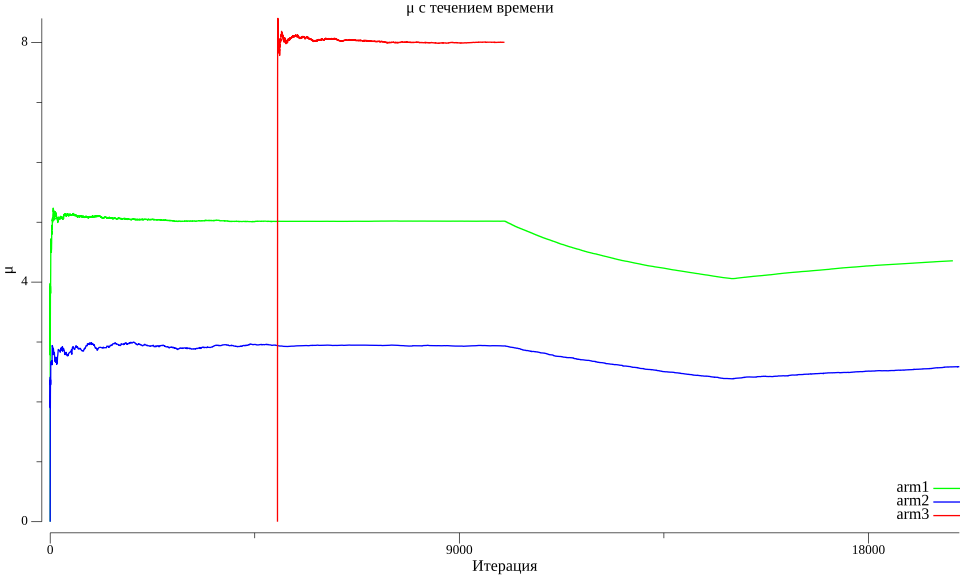 μ с течением времени
8
4
0
μ
0
9000
18000
Итерация
arm1
arm2
arm3